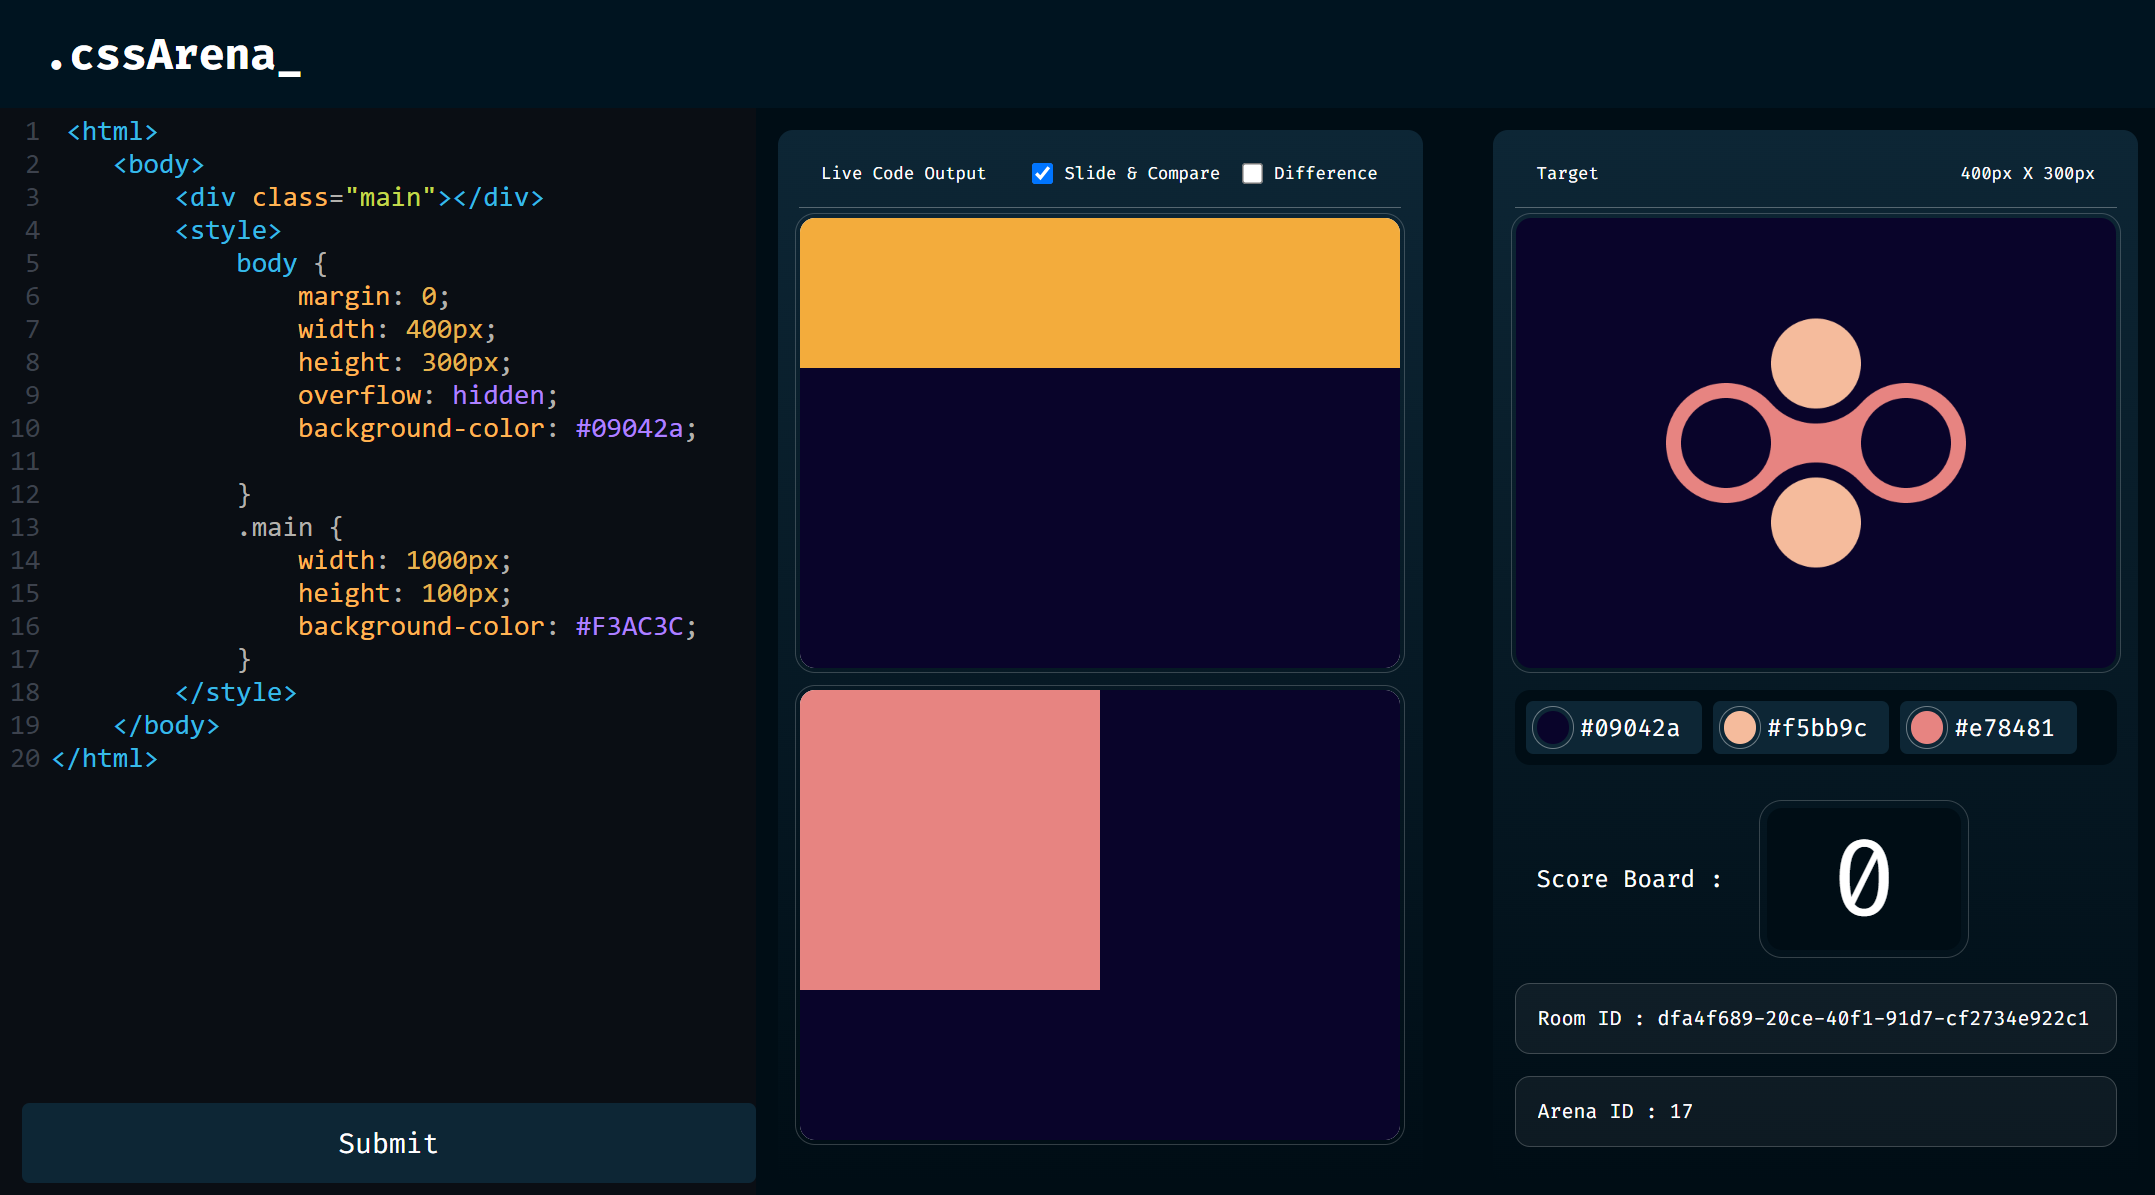 .cssArena_
1 <html>
2 <body>
3 <div class="main"></div>
4 <style>
5 body {
6 margin: 0;
7 width: 400px;
8 height: 300px;
9 overflow: hidden;
10 background-color: #09042a;
11
12 }
13 .main {
14 width: 1000px;
15 height: 100px;
16 background-color: #F3AC3C;
17 }
18 </style>
19 </body>
20 </html>
Submit
Live Code Output Slide & Compare Difference
Target 400px X 300px
#09042a #f5bb9c #e78481
Score Board : 0
Room ID : dfa4f689-20ce-40f1-91d7-cf2734e922c1
Arena ID : 17